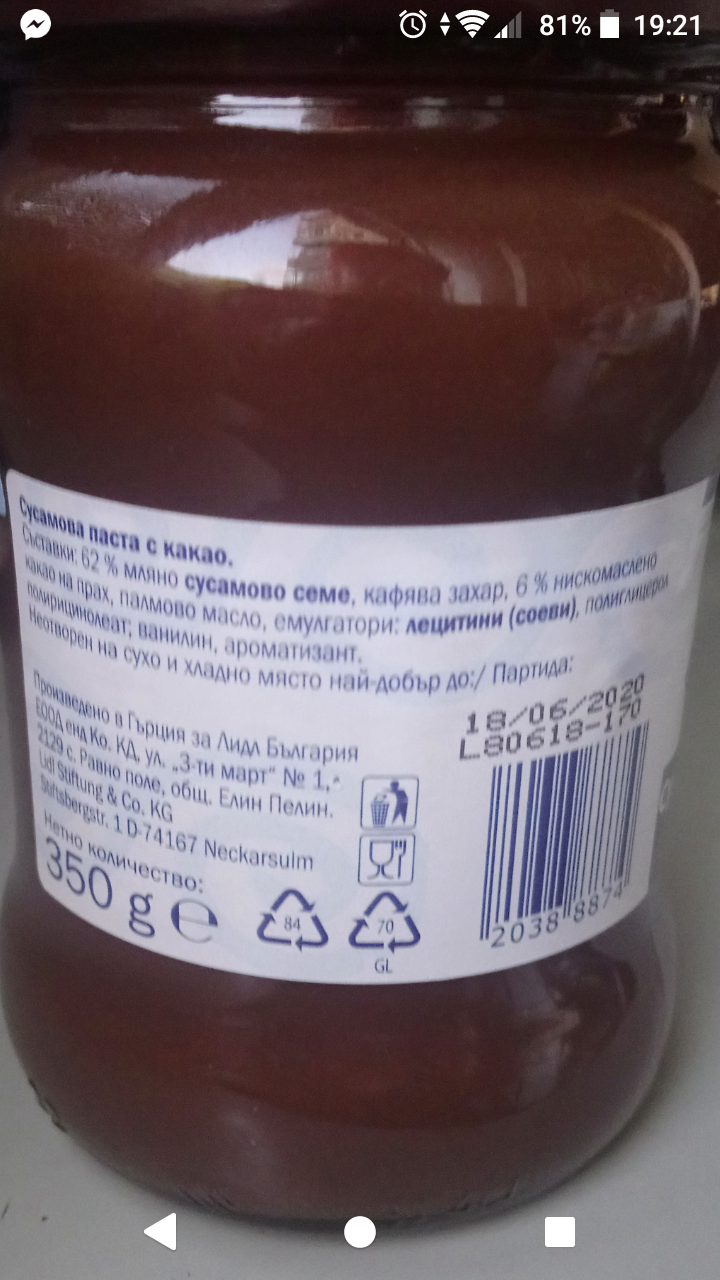 81% 19:21
Сусамова паста с какао.
Съставки: 62 % мляно сусамово семе, кафява захар, 6 % нискомаслено
какао на прах, палмово масло, емулгатори: лецитини (соеви), полиглицерол
полирицинолеат; ванилин, ароматизант.
Неотворен на сухо и хладно място най-добър до:/ Партида:
18/06/2020
L80618-170
Произведено в Гърция за Лидл България
ЕООД енд Ко. КД, ул. „3-ти март“ № 1,
2129 с. Равно поле, общ. Елин Пелин.
Lidl Stiftung & Co. KG
Stiftsbergstr. 1 D-74167 Neckarsulm
Нетно количество:
350 g e
84
70
GL
2038 8874